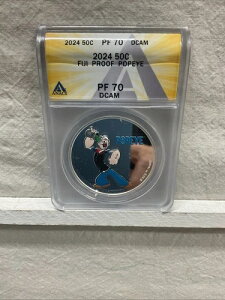 2024 50C PF 70 DCAM
2024 50C
FIJI PROOF POPEYE
PF 70
DCAM
POPEYE